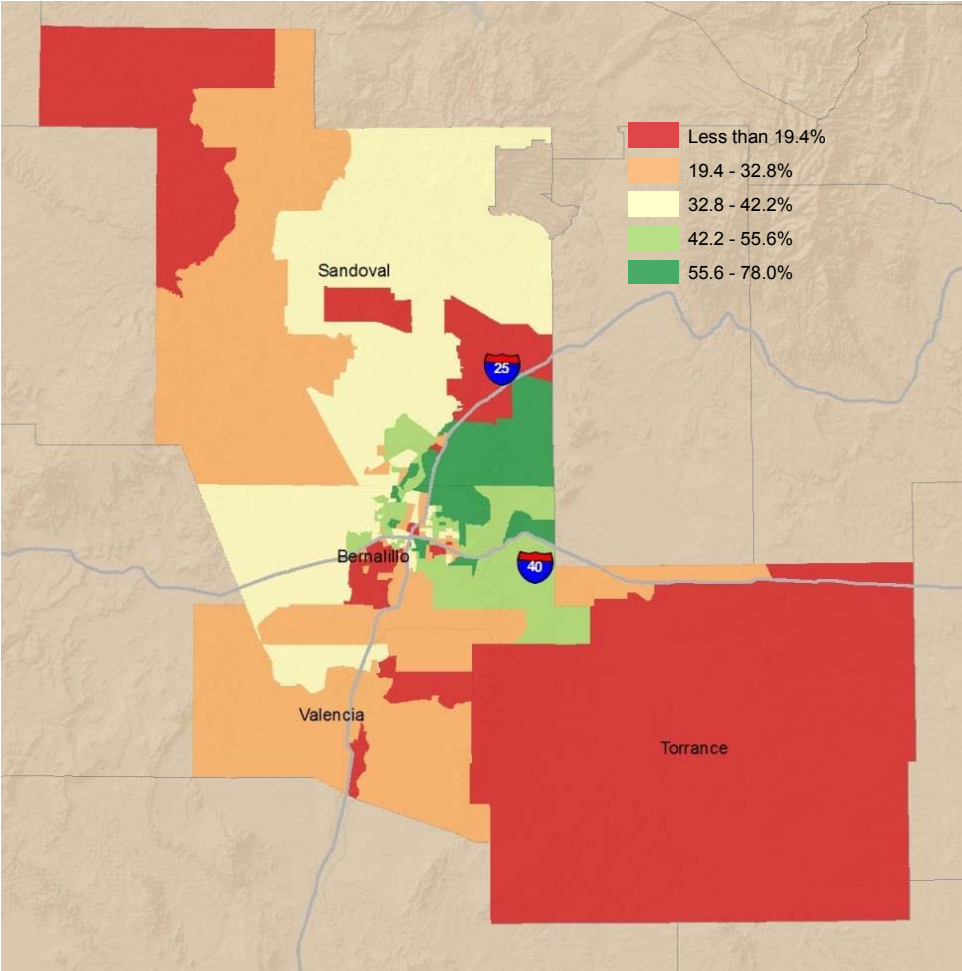 Less than 19.4%
19.4 - 32.8%
32.8 - 42.2%
42.2 - 55.6%
55.6 - 78.0%
Sandoval
25
Bernalillo
40
Valencia
Torrance